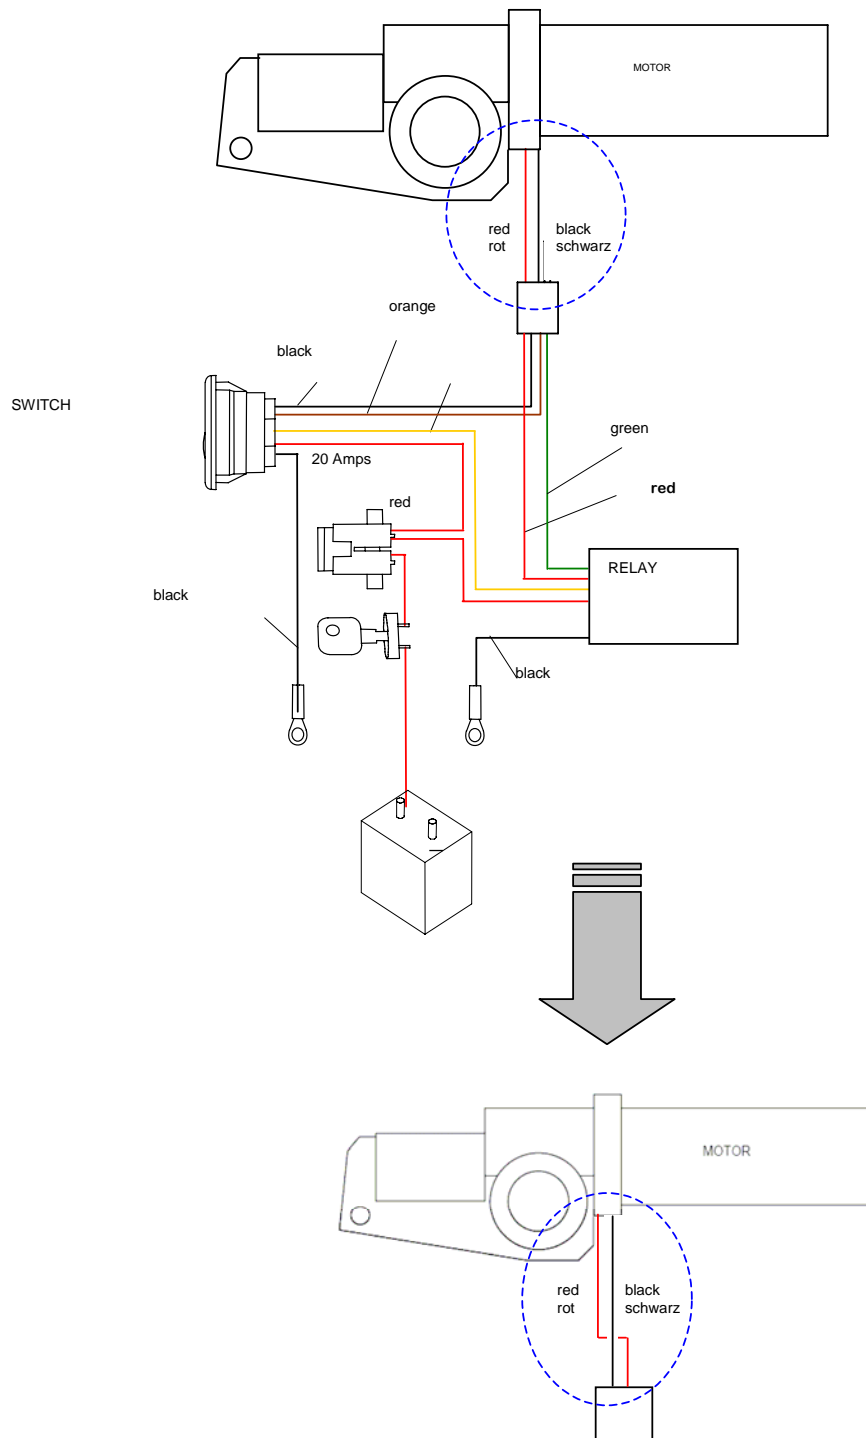 MOTOR
red
rot
black
schwarz
orange
black
SWITCH
20 Amps
green
red
red
RELAY
black
black
MOTOR
red
rot
black
schwarz